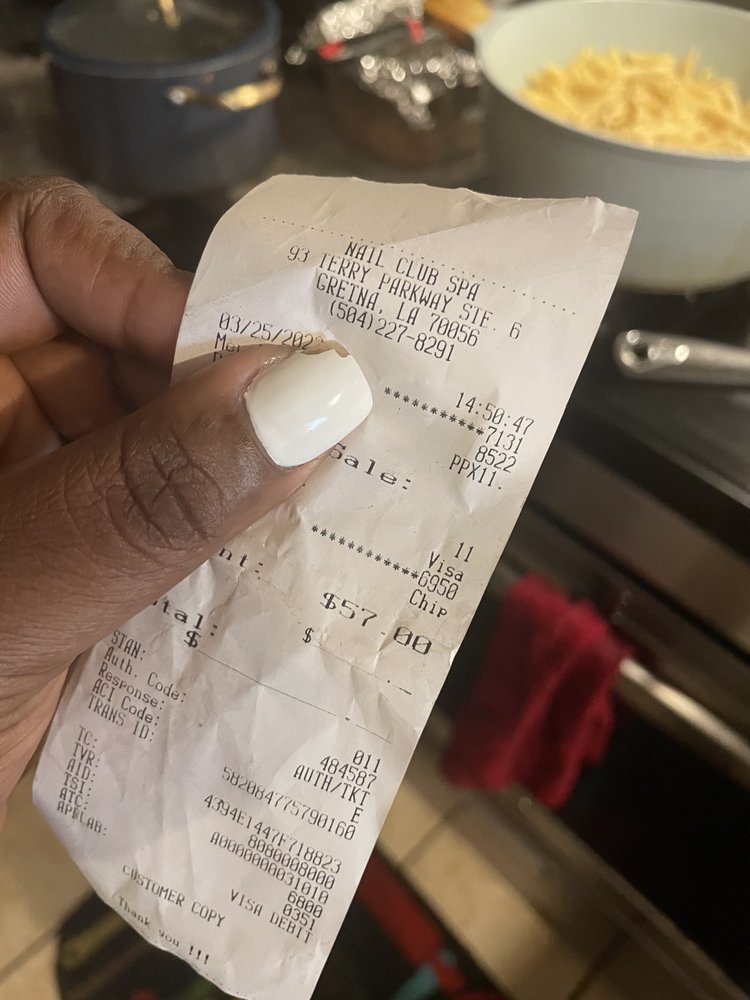 NAIL CLUB SPA
93 TERRY PARKWAY STE. 6
GRETNA, LA 70056
(504)227-8291
03/25/2022 14:50:47
**********7131
8522
PPX11.
Sale:
11
Visa
**********6950
Chip
$57.00
$
$
STAN: 011
Auth. Code: 484587
Response: AUTH/TKT
ACI Code: E
TRANS ID: 582084775790160
TC: 4394E1447F718823
TVR: 8080008000
AID: A0000000031010
TSI: 6800
ATC: 0351
APPLAB: VISA DEBIT
CUSTOMER COPY
Thank you !!!